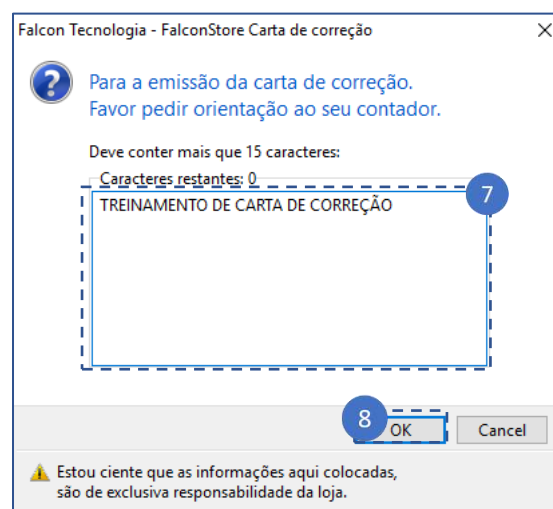 Falcon Tecnologia - FalconStore Carta de correção
Para a emissão da carta de correção.
Favor pedir orientação ao seu contador.
Deve conter mais que 15 caracteres:
Caracteres restantes: 0
7
TREINAMENTO DE CARTA DE CORREÇÃO
8
OK
Cancel
Estou ciente que as informações aqui colocadas,
são de exclusiva responsabilidade da loja.